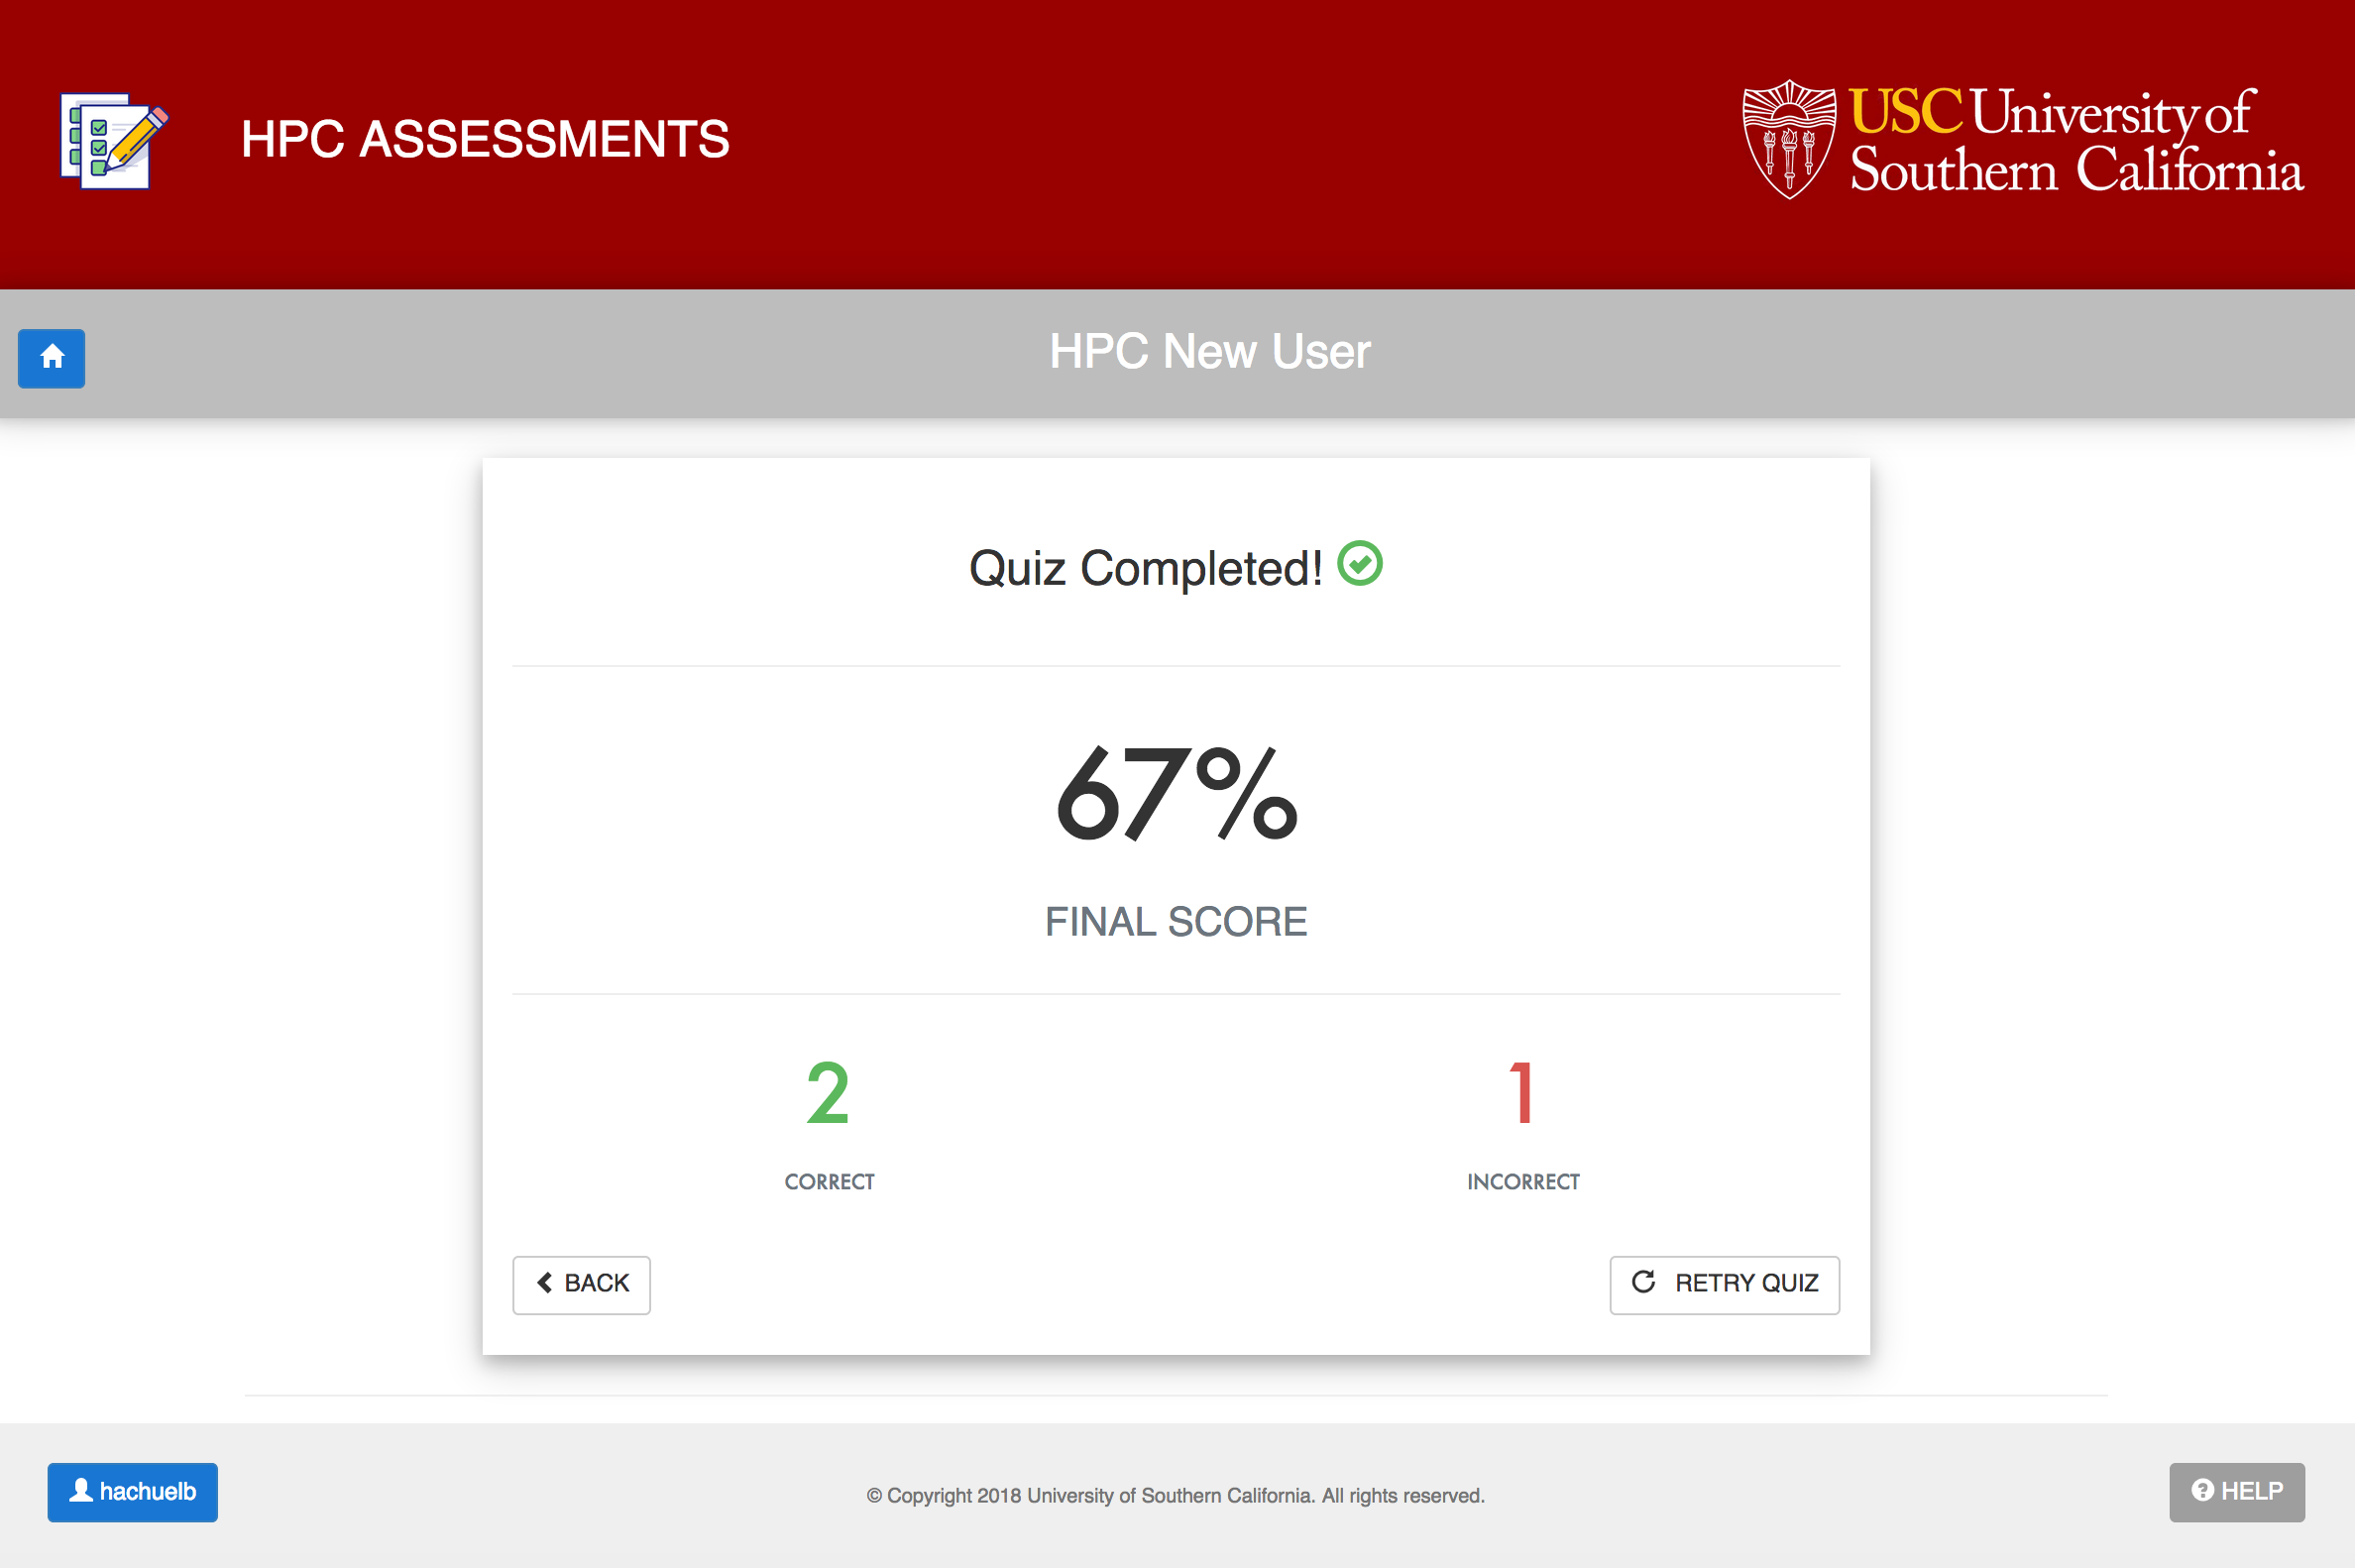 HPC ASSESSMENTS
USC University of
Southern California
HPC New User
Quiz Completed!
67%
FINAL SCORE
2
1
CORRECT
INCORRECT
BACK
RETRY QUIZ
hachuelb
© Copyright 2018 University of Southern California. All rights reserved.
HELP